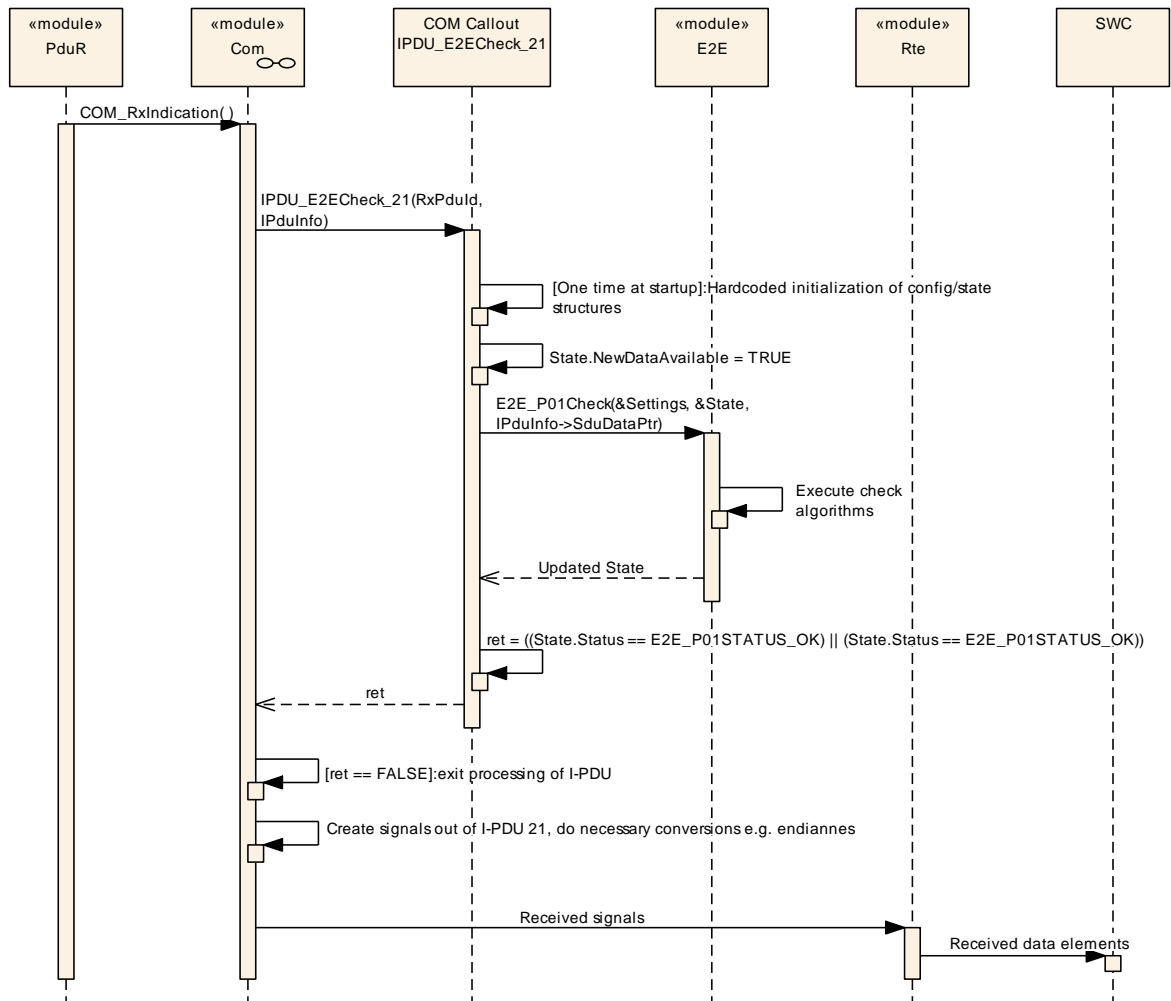 «module»
PduR
«module»
Com
COM Callout
IPDU_E2ECheck_21
«module»
E2E
«module»
Rte
SWC
COM_RxIndication( )
IPDU_E2ECheck_21(RxPduId,
IPduInfo)
[One time at startup]:Hardcoded initialization of config/state
structures
State.NewDataAvailable = TRUE
E2E_P01Check(&Settings, &State,
IPduInfo->SduDataPtr)
Execute check
algorithms
Updated State
ret = ((State.Status == E2E_P01STATUS_OK) || (State.Status == E2E_P01STATUS_OK))
ret
[ret == FALSE]:exit processing of I-PDU
Create signals out of I-PDU 21, do necessary conversions e.g. endiannes
Received signals
Received data elements